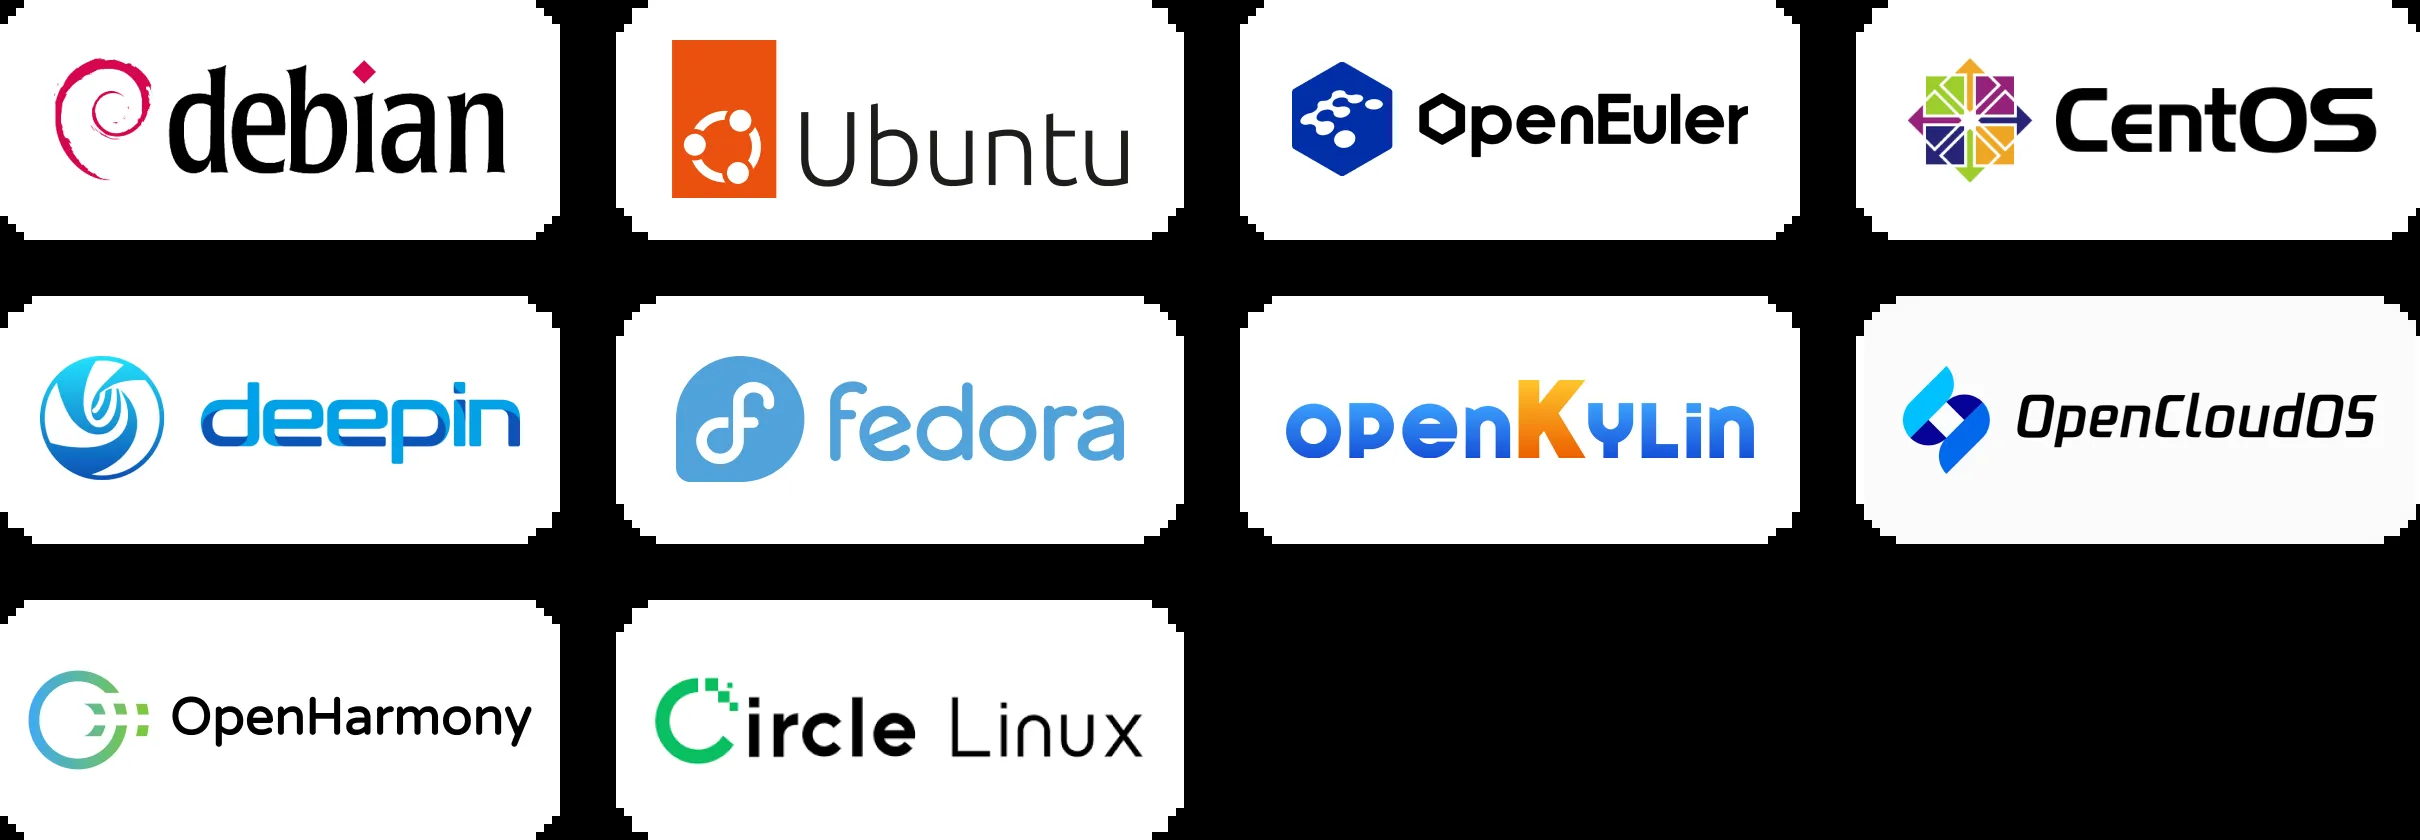 debian
Ubuntu
OpenEuler
CentOS
deepin
fedora
openKylin
OpenCloudOS
OpenHarmony
Circle Linux